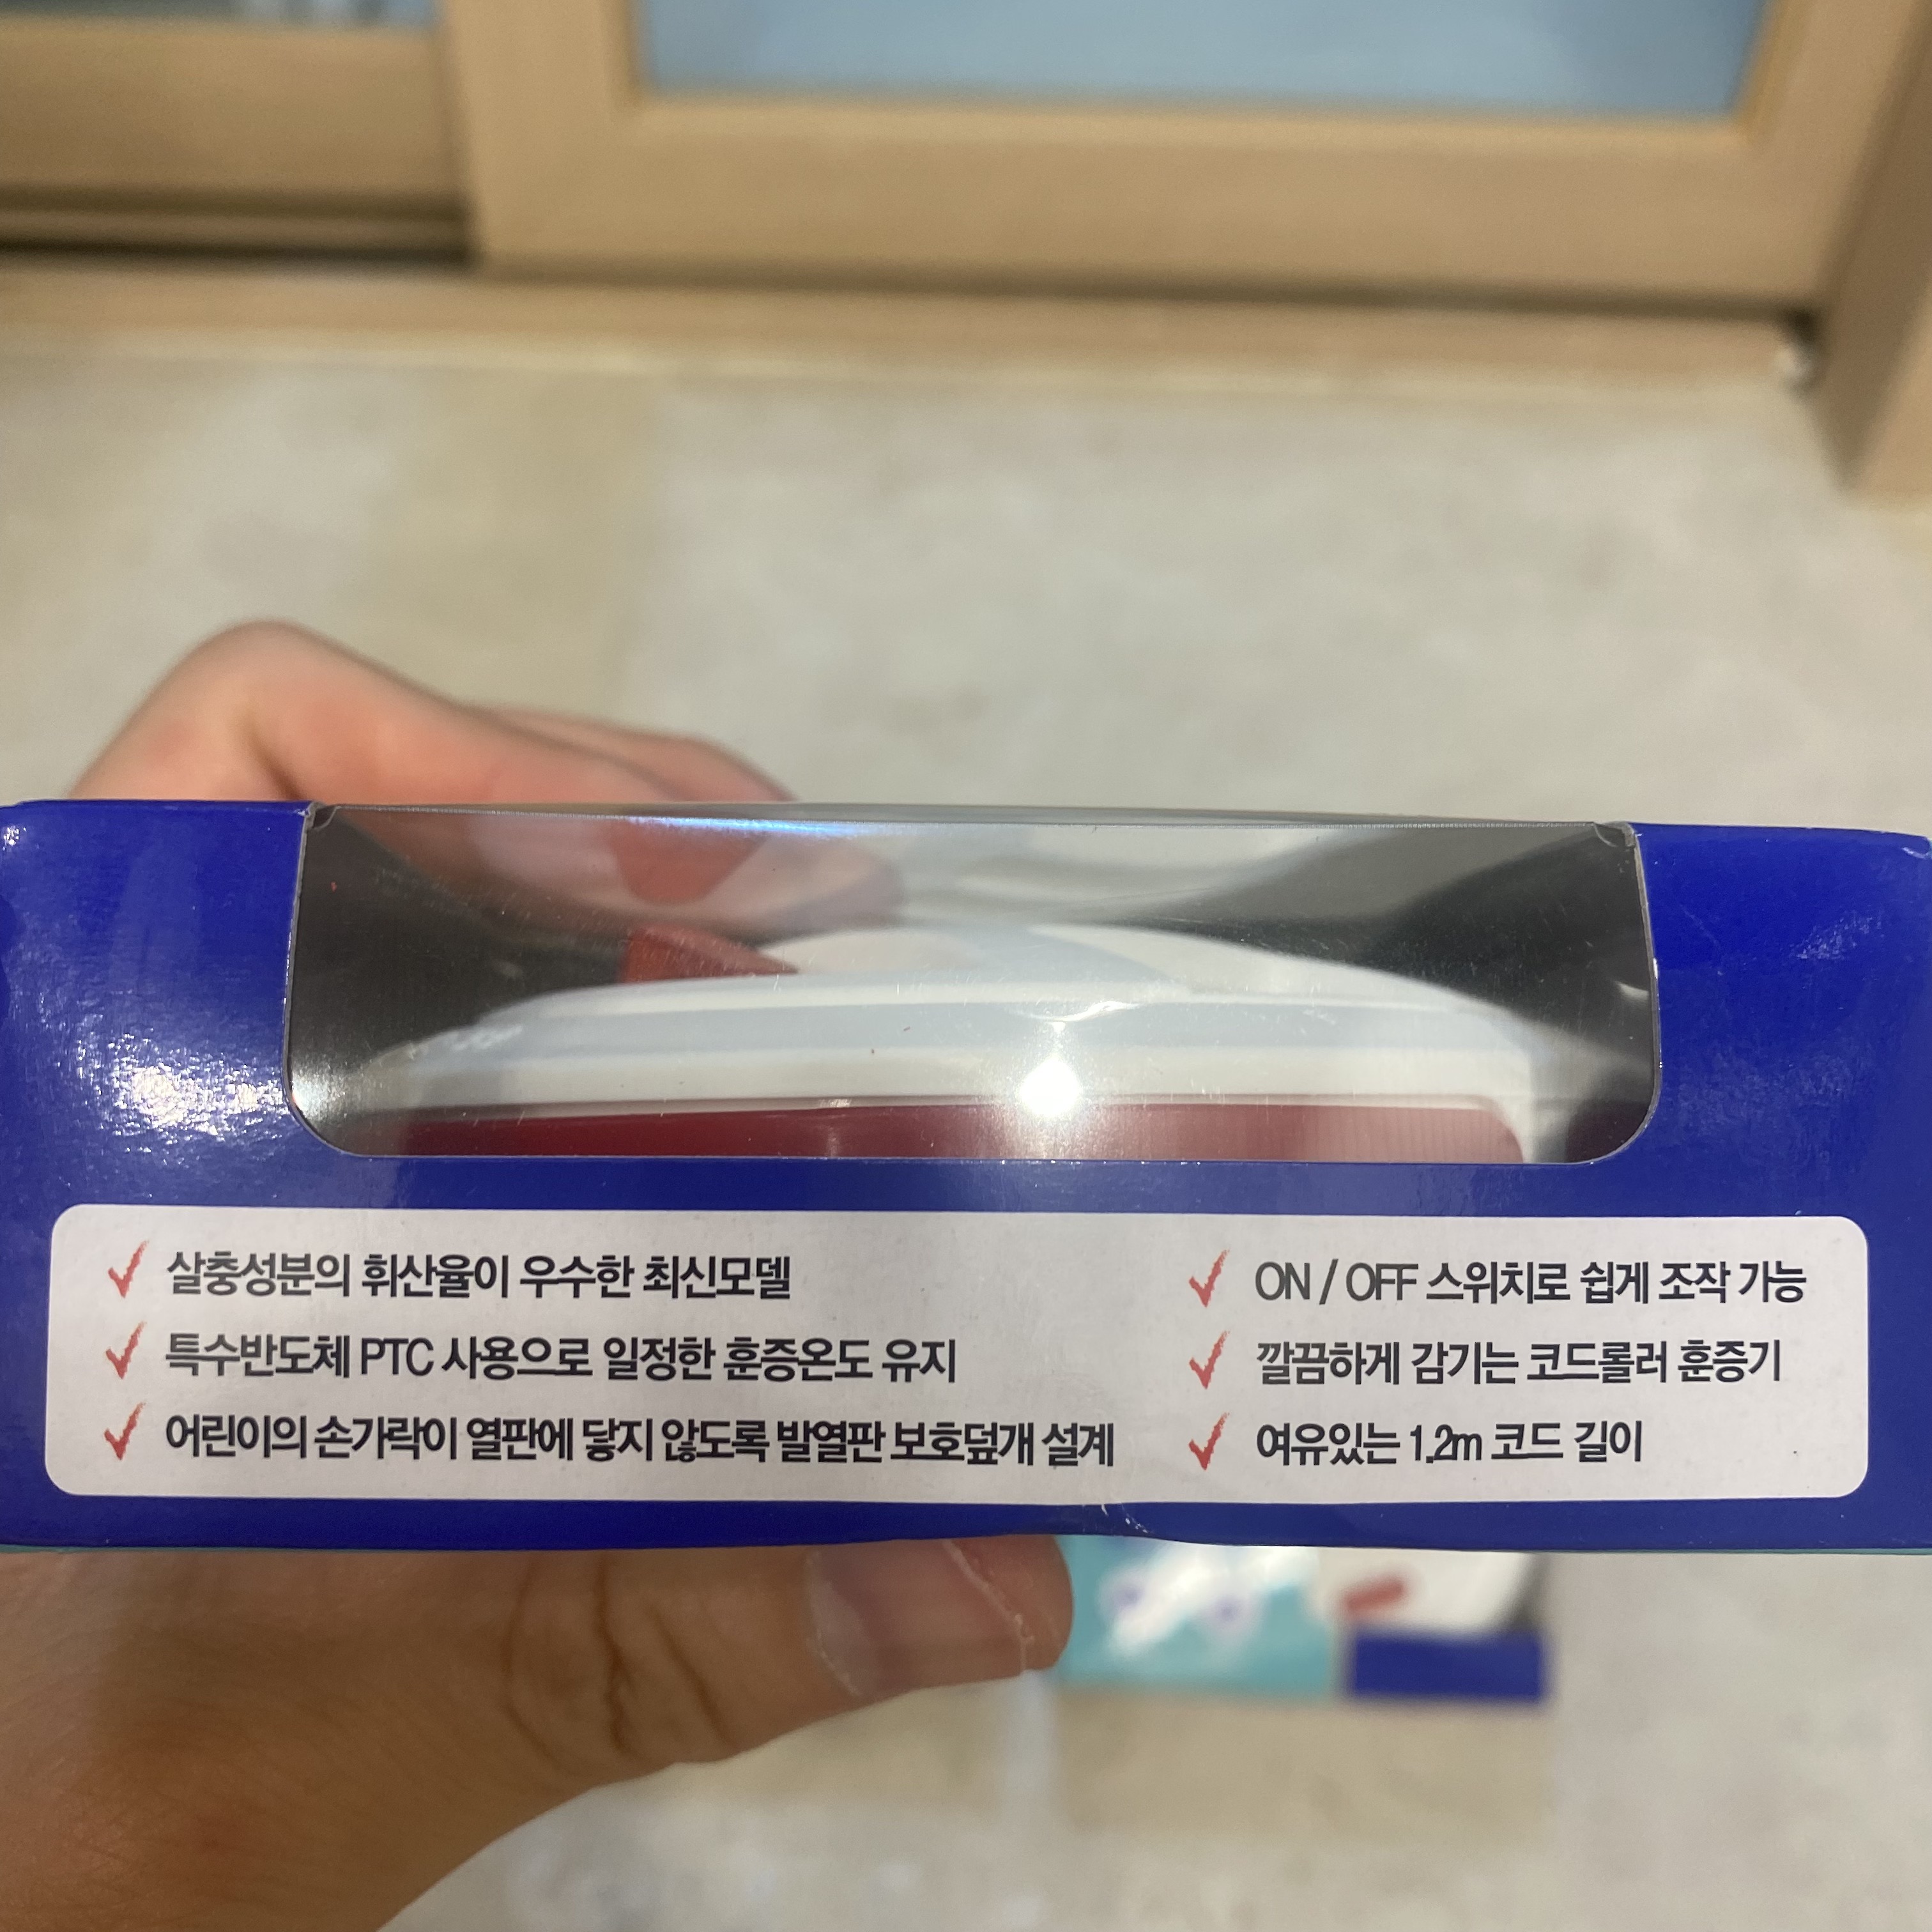 살충성분의 휘산율이 우수한 최신모델
특수반도체 PTC 사용으로 일정한 훈증온도 유지
어린이의 손가락이 열판에 닿지 않도록 발열판 보호덮개 설계
ON / OFF 스위치로 쉽게 조작 가능
깔끔하게 감기는 코드롤러 훈증기
여유있는 1.2m 코드 길이